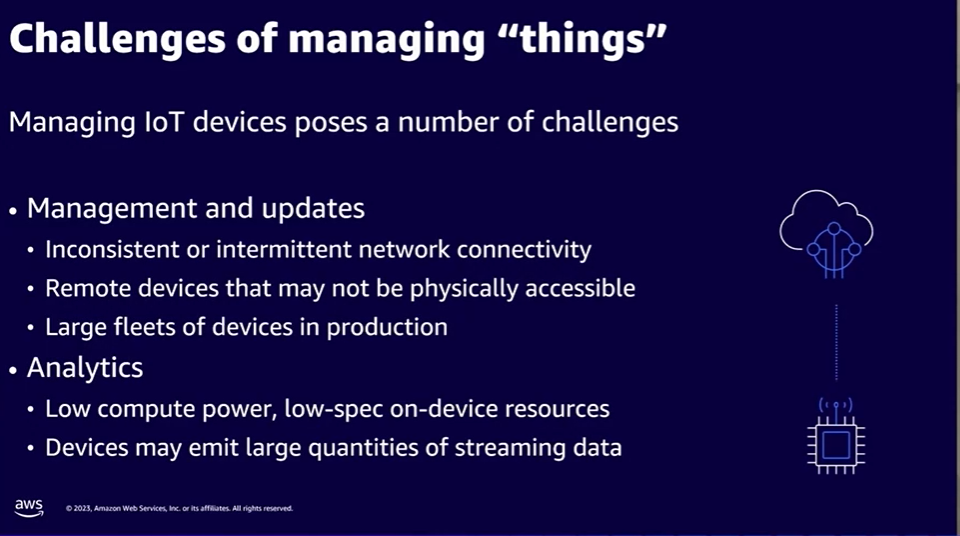 Challenges of managing “things”
Managing IoT devices poses a number of challenges
• Management and updates
• Inconsistent or intermittent network connectivity
• Remote devices that may not be physically accessible
• Large fleets of devices in production
• Analytics
• Low compute power, low-spec on-device resources
• Devices may emit large quantities of streaming data
aws
© 2023, Amazon Web Services, Inc. or its affiliates. All rights reserved.